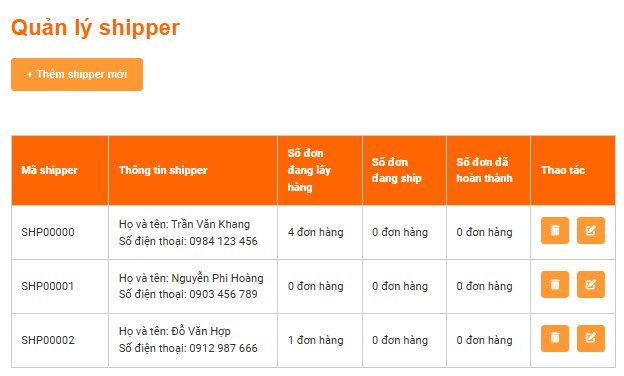 Quản lý shipper
+ Thêm shipper mới
Mã shipper
Thông tin shipper
Số đơn
đang lấy
hàng
Số đơn
đang ship
Số đơn đã
hoàn thành
Thao tác
SHP00000
Họ và tên: Trần Văn Khang
Số điện thoại: 0984 123 456
4 đơn hàng
0 đơn hàng
0 đơn hàng
SHP00001
Họ và tên: Nguyễn Phi Hoàng
Số điện thoại: 0903 456 789
0 đơn hàng
0 đơn hàng
0 đơn hàng
SHP00002
Họ và tên: Đỗ Văn Hợp
Số điện thoại: 0912 987 666
1 đơn hàng
0 đơn hàng
0 đơn hàng